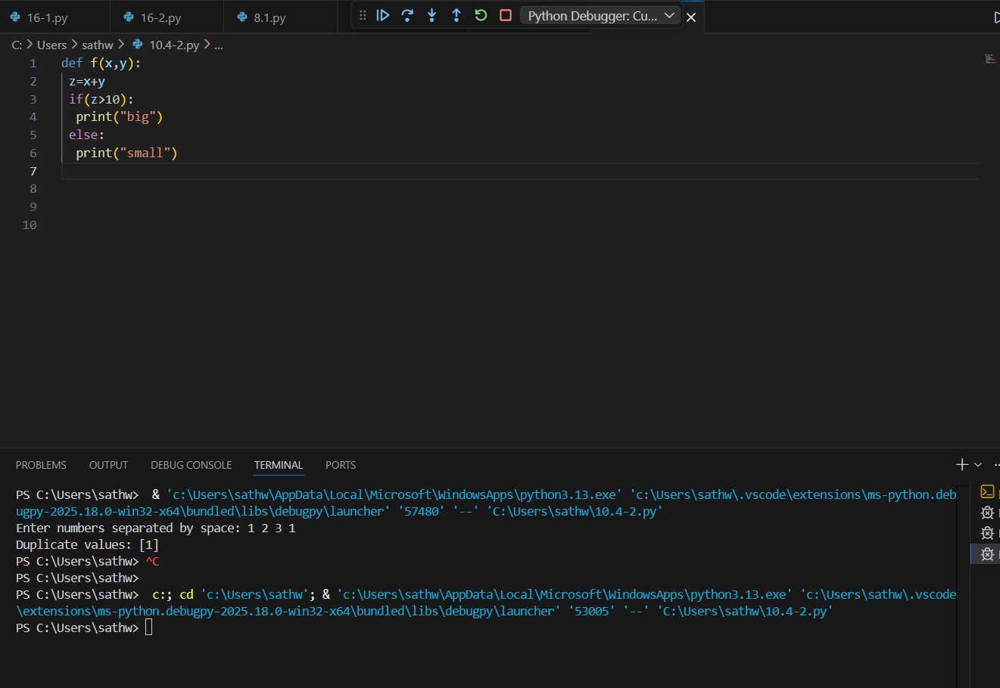 16-1.py 16-2.py 8.1.py Python Debugger: Cu...
C: > Users > sathw > 10.4-2.py > ...
1 def f(x,y):
2  z=x+y
3  if(z>10):
4   print("big")
5  else:
6   print("small")
7
8
9
10
PROBLEMS OUTPUT DEBUG CONSOLE TERMINAL PORTS
PS C:\Users\sathw>  & 'c:\Users\sathw\AppData\Local\Microsoft\WindowsApps\python3.13.exe' 'c:\Users\sathw\.vscode\extensions\ms-python.deb
ugpy-2025.18.0-win32-x64\bundled\libs\debugpy\launcher' '57480' '--' 'C:\Users\sathw\10.4-2.py'
Enter numbers separated by space: 1 2 3 1
Duplicate values: [1]
PS C:\Users\sathw> ^C
PS C:\Users\sathw>
PS C:\Users\sathw>  c:; cd 'c:\Users\sathw'; & 'c:\Users\sathw\AppData\Local\Microsoft\WindowsApps\python3.13.exe' 'c:\Users\sathw\.vscode
\extensions\ms-python.debugpy-2025.18.0-win32-x64\bundled\libs\debugpy\launcher' '53005' '--' 'C:\Users\sathw\10.4-2.py'
PS C:\Users\sathw>